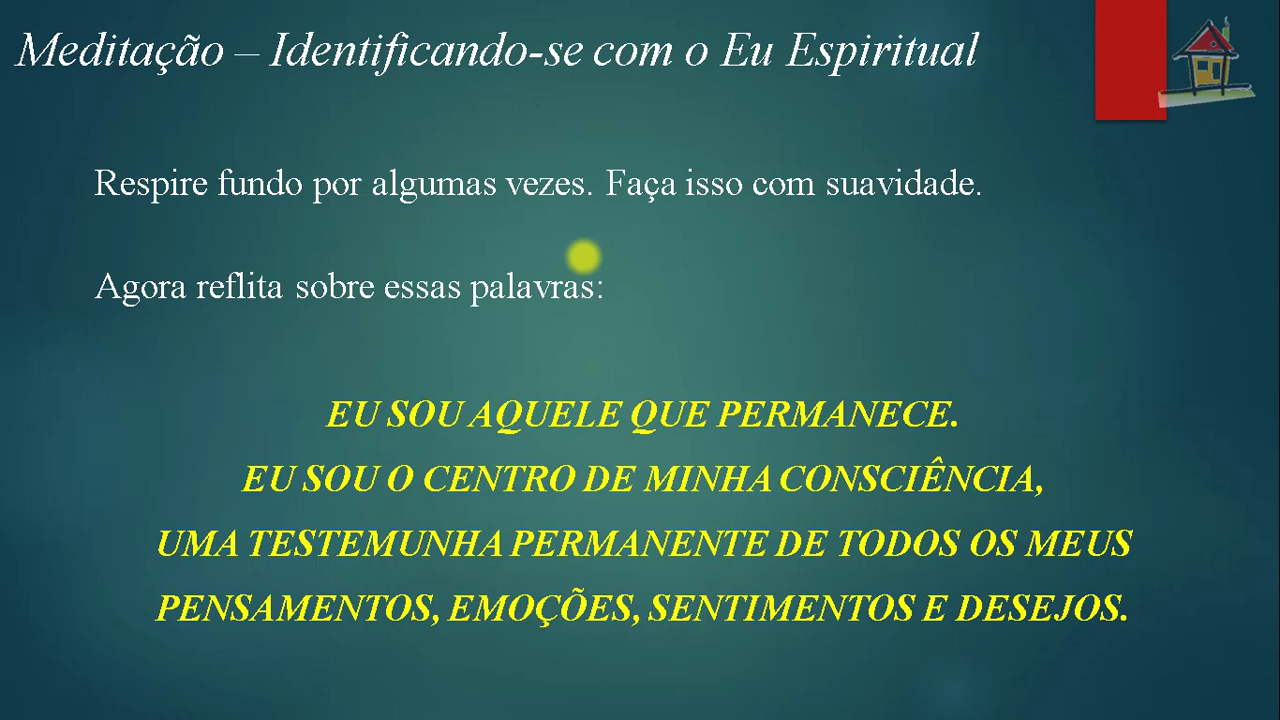 Meditação – Identificando-se com o Eu Espiritual
Respire fundo por algumas vezes. Faça isso com suavidade.
Agora reflita sobre essas palavras:
EU SOU AQUELE QUE PERMANECE.
EU SOU O CENTRO DE MINHA CONSCIÊNCIA,
UMA TESTEMUNHA PERMANENTE DE TODOS OS MEUS
PENSAMENTOS, EMOÇÕES, SENTIMENTOS E DESEJOS.